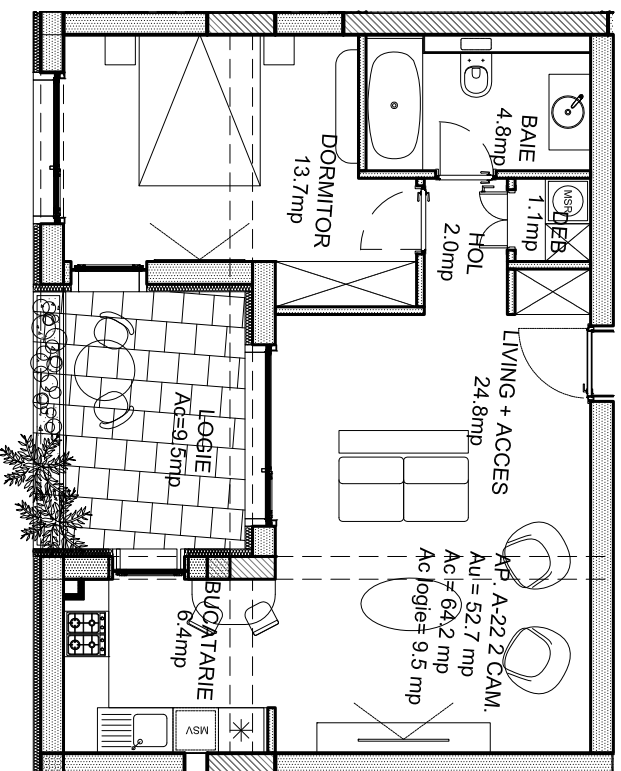 BAIE
4.8mp
DORMITOR
13.7mp
MSR
DEB
1.1mp
HOL
2.0mp
LIVING + ACCES
24.8mp
LOGIE
Ac=9.5mp
AP. A-22 2 CAM.
Au = 52.7 mp
Ac = 64.2 mp
Ac logie= 9.5 mp
BUCATARIE
6.4mp
MSV